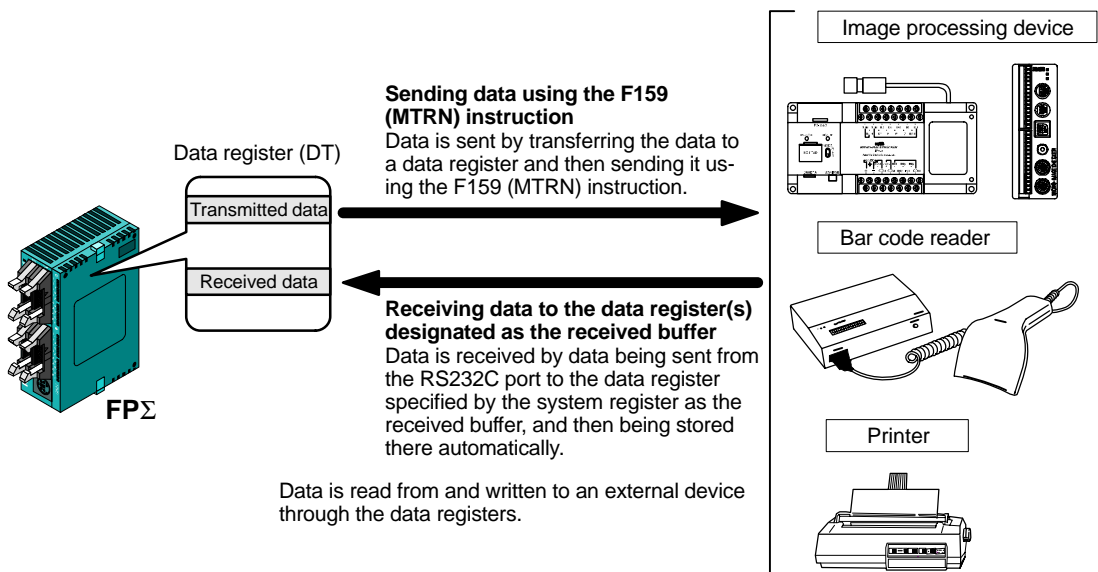 Image processing device
Sending data using the F159
(MTRN) instruction
Data is sent by transferring the data to
a data register and then sending it us-
ing the F159 (MTRN) instruction.
Data register (DT)
Transmitted data
Received data
FPΣ
Bar code reader
Receiving data to the data register(s)
designated as the received buffer
Data is received by data being sent from
the RS232C port to the data register
specified by the system register as the
received buffer, and then being stored
there automatically.
Printer
Data is read from and written to an external device
through the data registers.